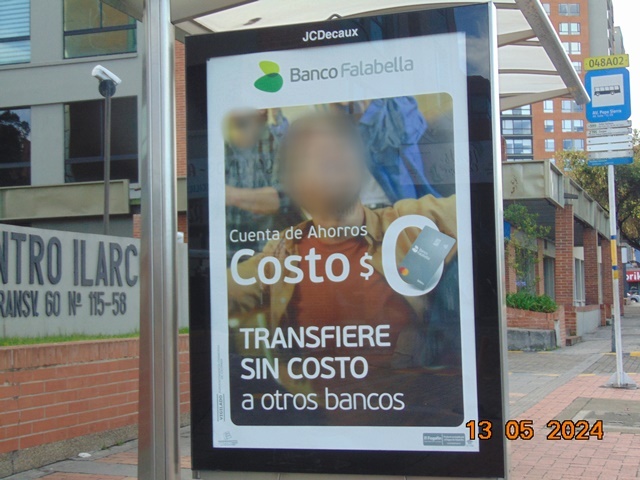 JCDecaux
Banco Falabella
Cuenta de Ahorros
Costo $0
TRANSFIERE
SIN COSTO
a otros bancos
NTRO ILARC
RANSV. 60 Nº 115-58
048A02
13 05 2024